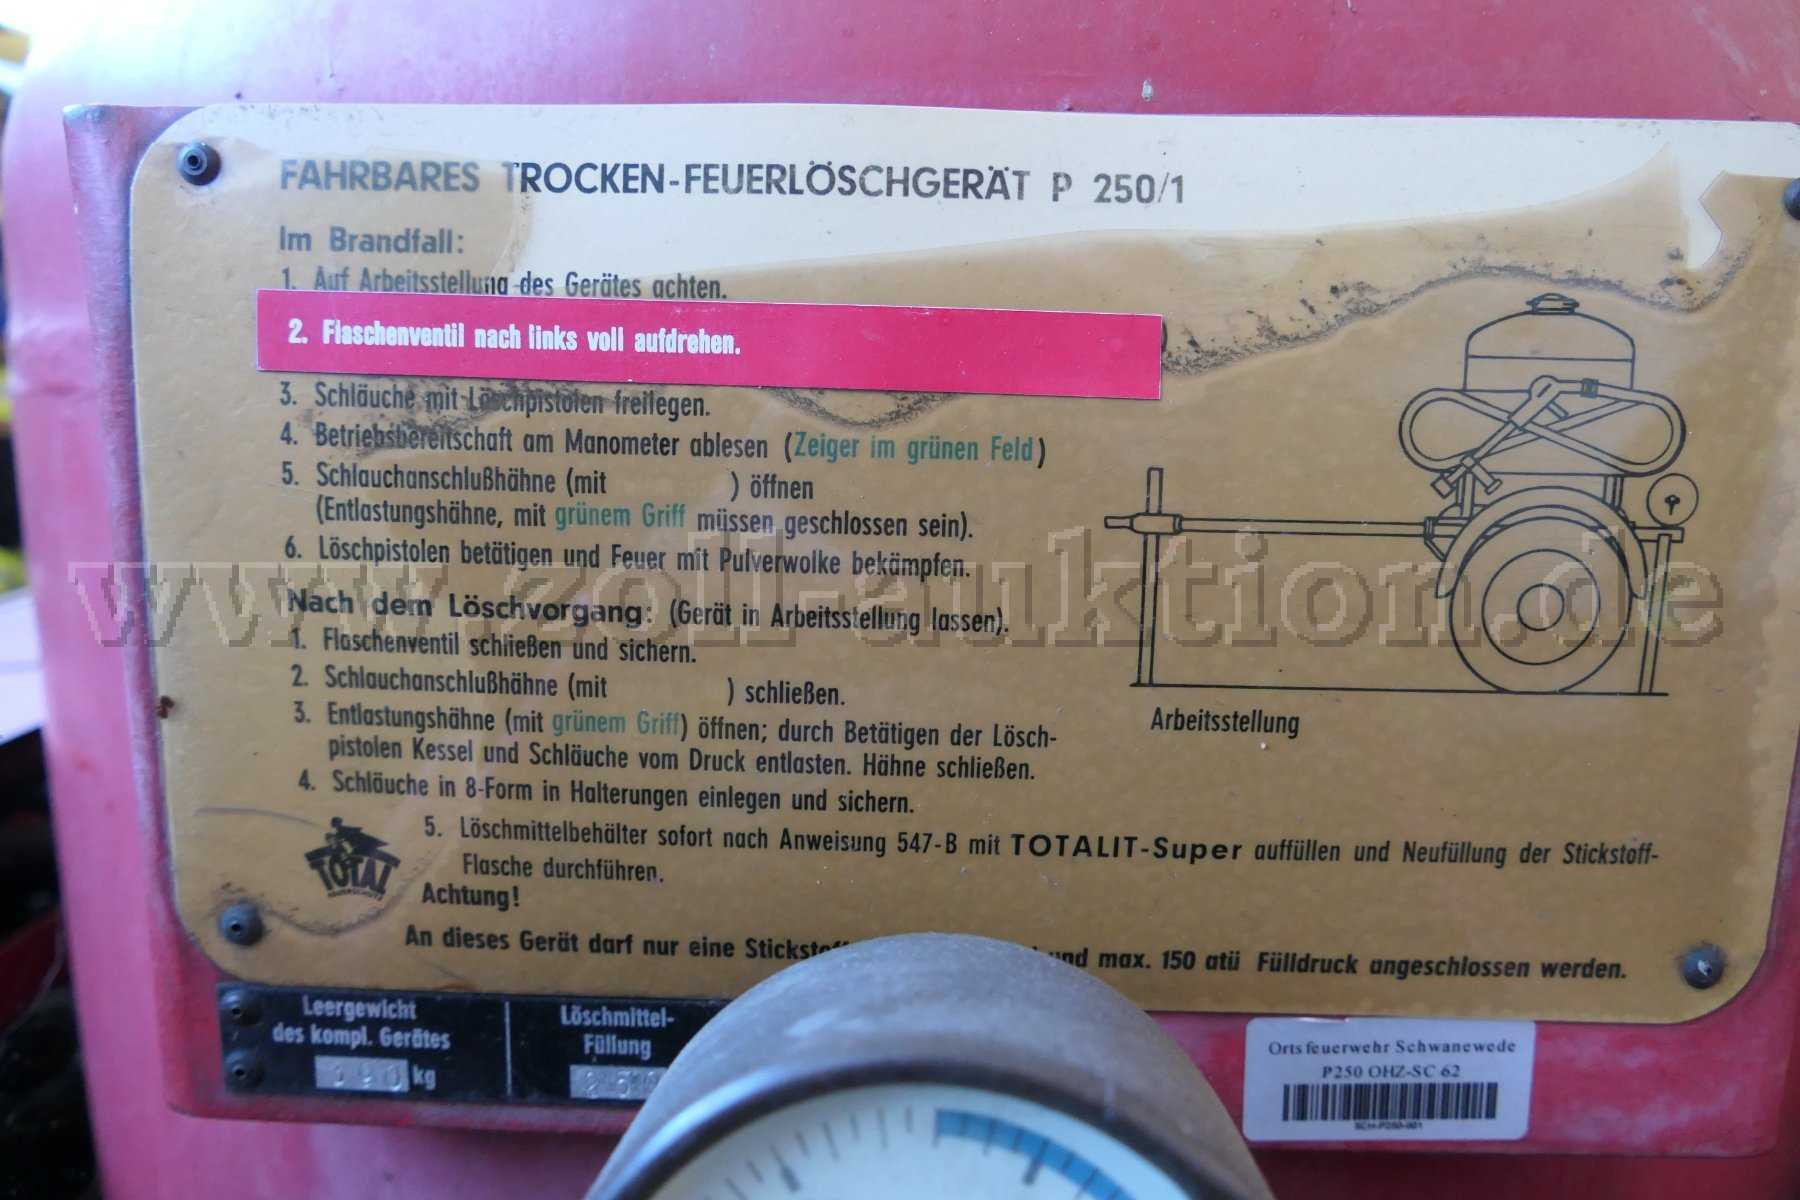 FAHRBARES TROCKEN-FEUERLÖSCHGERÄT P 250/1
Im Brandfall:
1. Auf Arbeitsstellung des Gerätes achten.
2. Flaschenventil nach links voll aufdrehen.
3. Schläuche mit Löschpistolen freilegen.
4. Betriebsbereitschaft am Manometer ablesen (Zeiger im grünen Feld)
5. Schlauchanschlußhähne (mit ) öffnen
(Entlastungshähne, mit grünem Griff müssen geschlossen sein).
6. Löschpistolen betätigen und Feuer mit Pulverwolke bekämpfen.
www.zoll-auktion.de
Nach dem Löschvorgang: (Gerät in Arbeitsstellung lassen).
1. Flaschenventil schließen und sichern.
2. Schlauchanschlußhähne (mit ) schließen.
3. Entlastungshähne (mit grünem Griff) öffnen; durch Betätigen der Lösch-
pistolen Kessel und Schläuche vom Druck entlasten. Hähne schließen.
4. Schläuche in 8-Form in Halterungen einlegen und sichern.
5. Löschmittelbehälter sofort nach Anweisung 547-B mit TOTALIT-Super auffüllen und Neufüllung der Stickstoff-
Flasche durchführen.
Achtung!
An dieses Gerät darf nur eine und max. 150 atü Fülldruck angeschlossen werden.
Arbeitsstellung
TOTAL
Leergewicht
des kompl. Gerätes
kg
Löschmittel-
Füllung
Ortsfeuerwehr Schwanewede
P250 OHZ-SC 62
SCH-P250-001